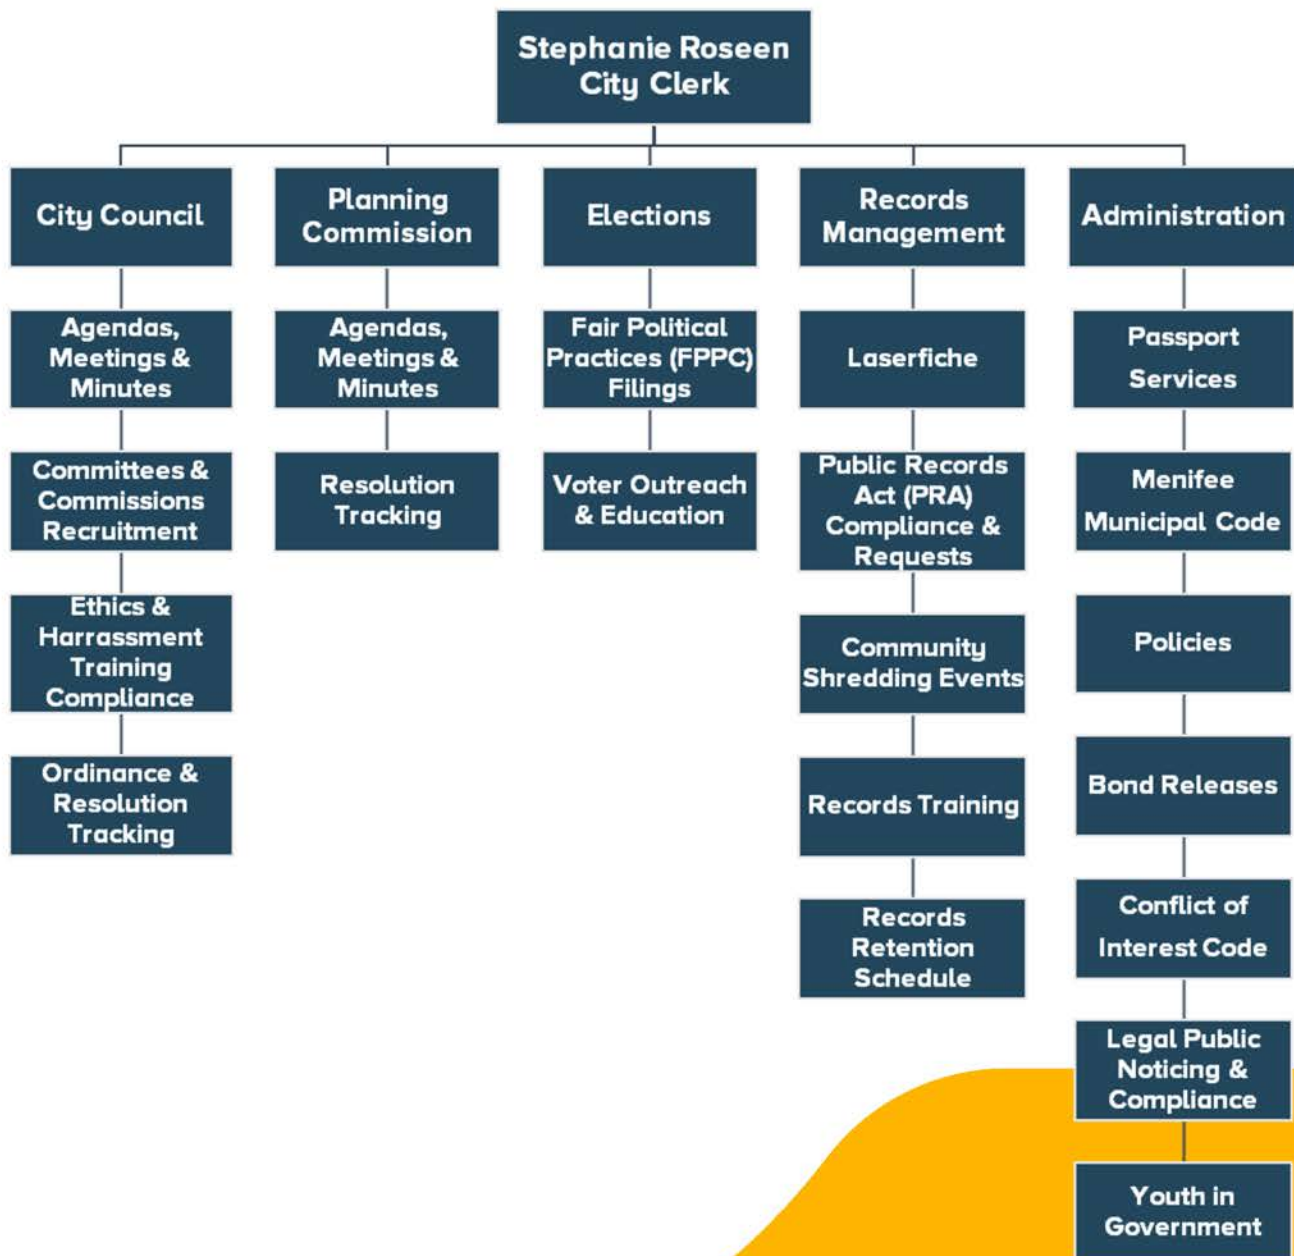 Stephanie Roseen
City Clerk
City Council
Agendas,
Meetings &
Minutes
Committees &
Commissions
Recruitment
Ethics &
Harrassment
Training
Compliance
Ordinance &
Resolution
Tracking
Planning
Commission
Agendas,
Meetings &
Minutes
Resolution
Tracking
Elections
Fair Political
Practices (FPPC)
Filings
Voter Outreach
& Education
Records
Management
Laserfiche
Public Records
Act (PRA)
Compliance &
Requests
Community
Shredding Events
Records Training
Records
Retention
Schedule
Administration
Passport
Services
Menifee
Municipal Code
Policies
Bond Releases
Conflict of
Interest Code
Legal Public
Noticing &
Compliance
Youth in
Government